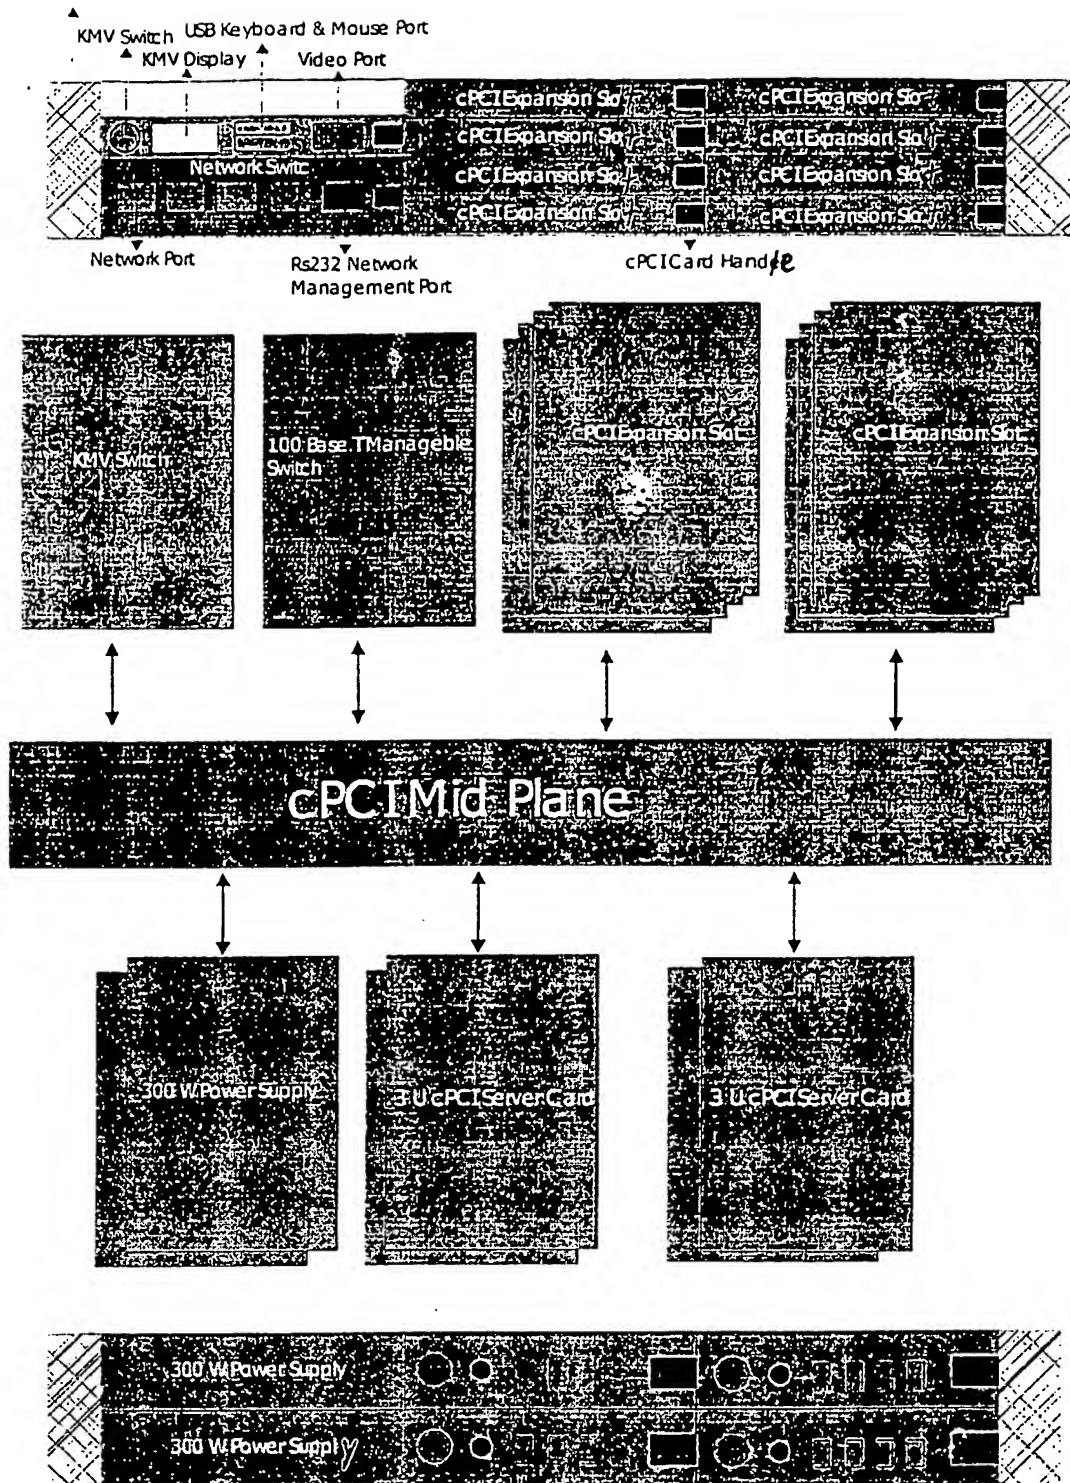 KMV Switch
USB Keyboard & Mouse Port
KMV Display
Video Port
cPCI Expansion Slo
cPCI Expansion Slo
cPCI Expansion Slo
cPCI Expansion Slo
Network Switc
cPCI Expansion Slo
cPCI Expansion Slo
cPCI Expansion Slo
cPCI Expansion Slo
Network Port
Rs232 Network
Management Port
cPCI Card Handle
KMV Switch
100 Base T Manageble
Switch
cPCI Expansion Slot
cPCI Expansion Slot
cPCI Mid Plane
300 W Power Supply
3 U cPCI Server Card
3 U cPCI Server Card
300 W Power Supply
300 W Power Supply